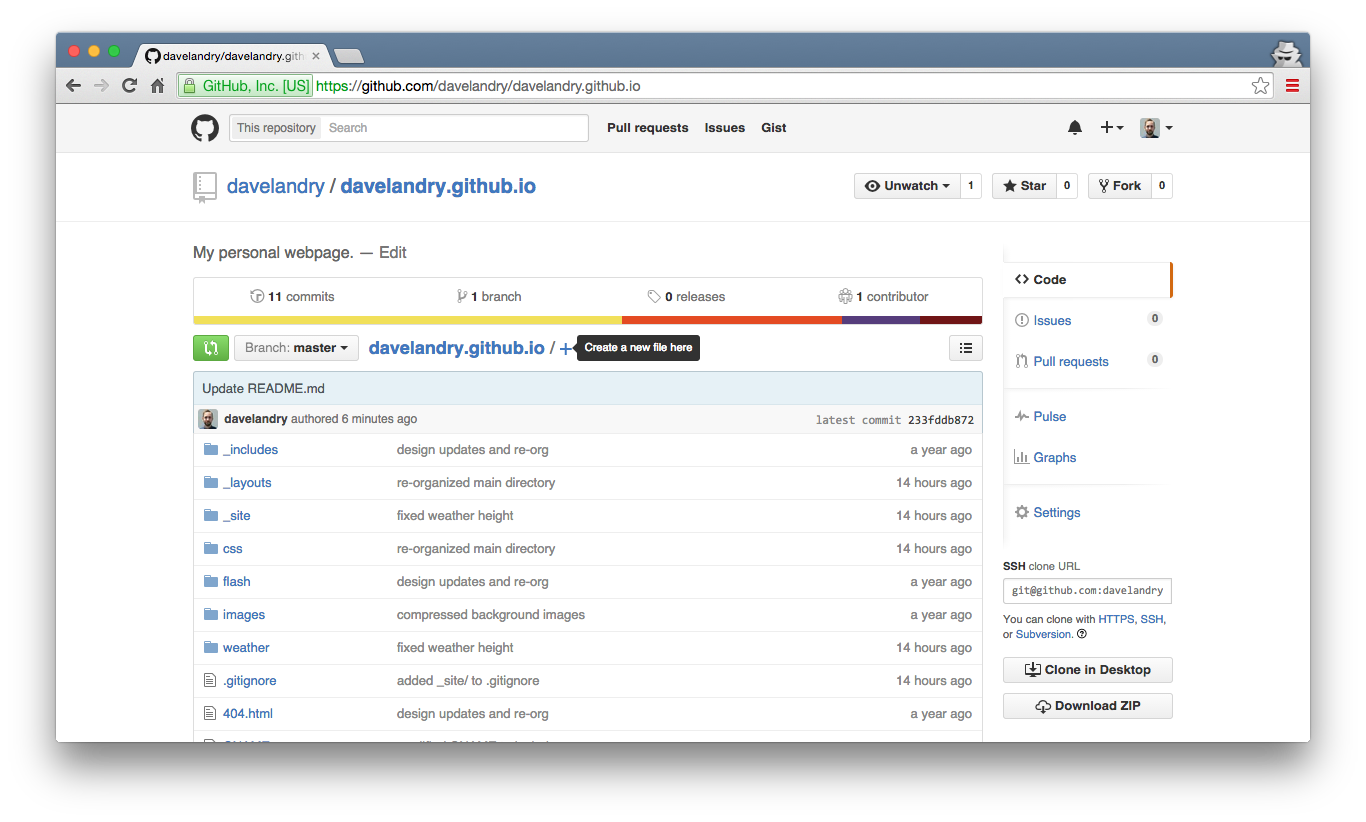 davelandry/davelandry.gith
GitHub, Inc. [US] https://github.com/davelandry/davelandry.github.io
This repository Search Pull requests Issues Gist
davelandry / davelandry.github.io Unwatch 1 Star 0 Fork 0
My personal webpage. — Edit
11 commits 1 branch 0 releases 1 contributor
Branch: master davelandry.github.io / + Create a new file here
Update README.md
davelandry authored 6 minutes ago latest commit 233fddb872
_includes design updates and re-org a year ago
_layouts re-organized main directory 14 hours ago
_site fixed weather height 14 hours ago
css re-organized main directory 14 hours ago
flash design updates and re-org a year ago
images compressed background images a year ago
weather fixed weather height 14 hours ago
.gitignore added _site/ to .gitignore 14 hours ago
404.html design updates and re-org a year ago
Code
Issues 0
Pull requests 0
Pulse
Graphs
Settings
SSH clone URL
git@github.com:davelandry
You can clone with HTTPS, SSH,
or Subversion.
Clone in Desktop
Download ZIP